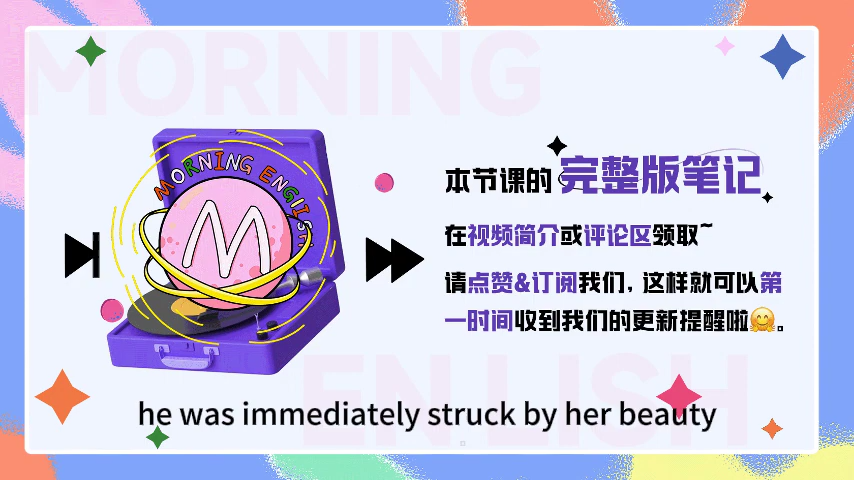 MORNING
MORNING ENGLISH
M
本节课的 完整版笔记
在视频简介或评论区领取~
请点赞&订阅我们, 这样就可以第
一时间收到我们的更新提醒啦🤗。
EN LISH
he was immediately struck by her beauty